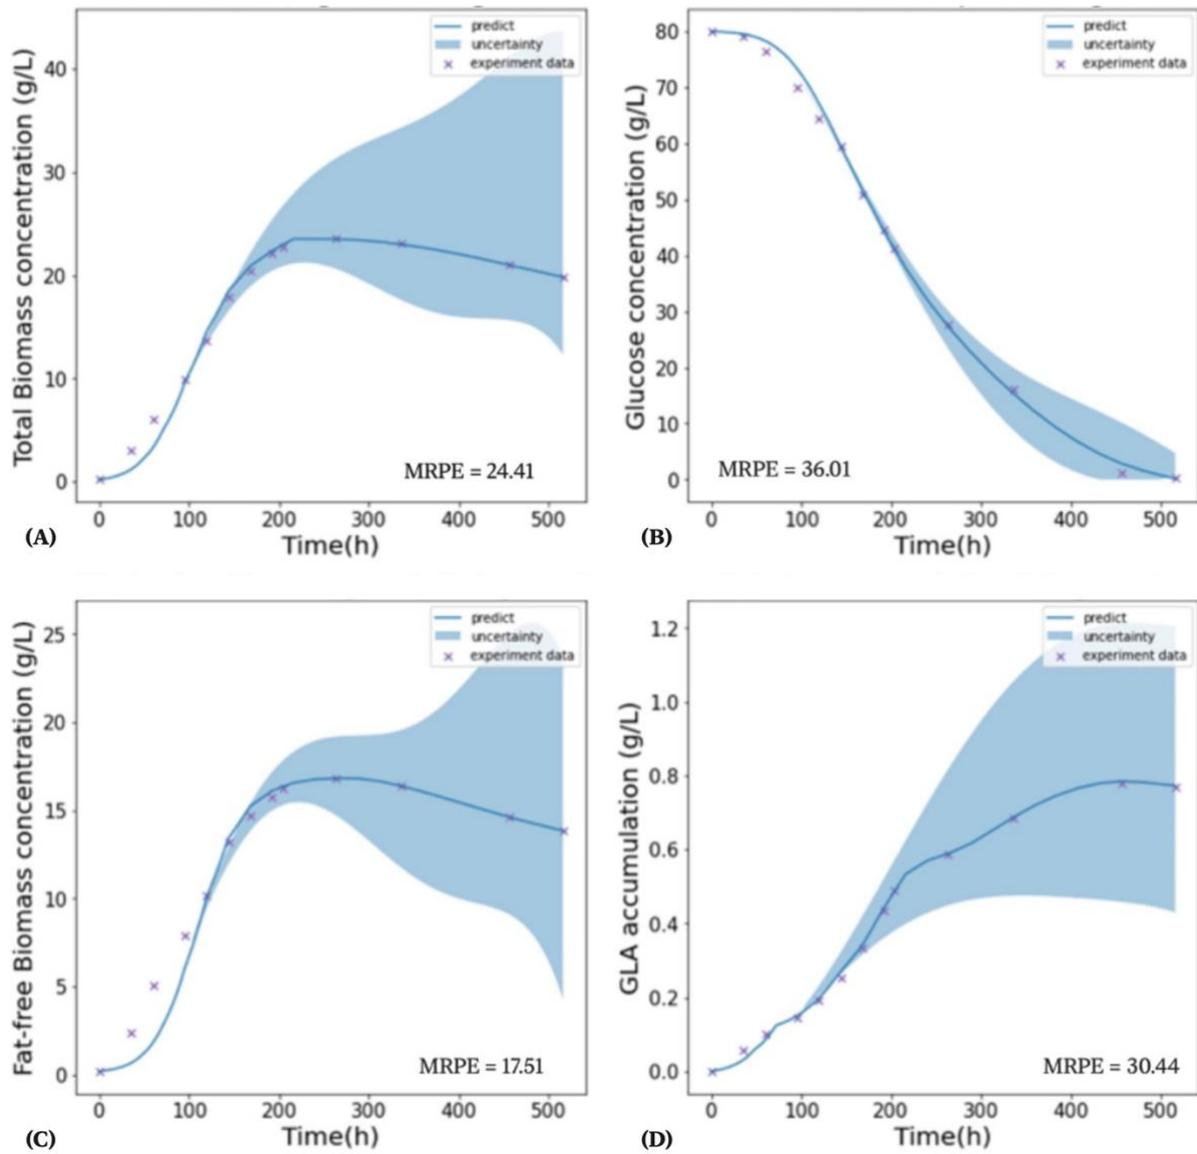 predict
uncertainty
experiment data
Total Biomass concentration (g/L)
40
30
20
10
0
MRPE = 24.41
0 100 200 300 400 500
(A)
Time(h)
predict
uncertainty
experiment data
Glucose concentration (g/L)
80
70
60
50
40
30
20
10
0
MRPE = 36.01
0 100 200 300 400 500
(B)
Time(h)
predict
uncertainty
experiment data
Fat-free Biomass concentration (g/L)
25
20
15
10
5
0
MRPE = 17.51
0 100 200 300 400 500
(C)
Time(h)
predict
uncertainty
experiment data
GLA accumulation (g/L)
1.2
1.0
0.8
0.6
0.4
0.2
0.0
MRPE = 30.44
0 100 200 300 400 500
(D)
Time(h)